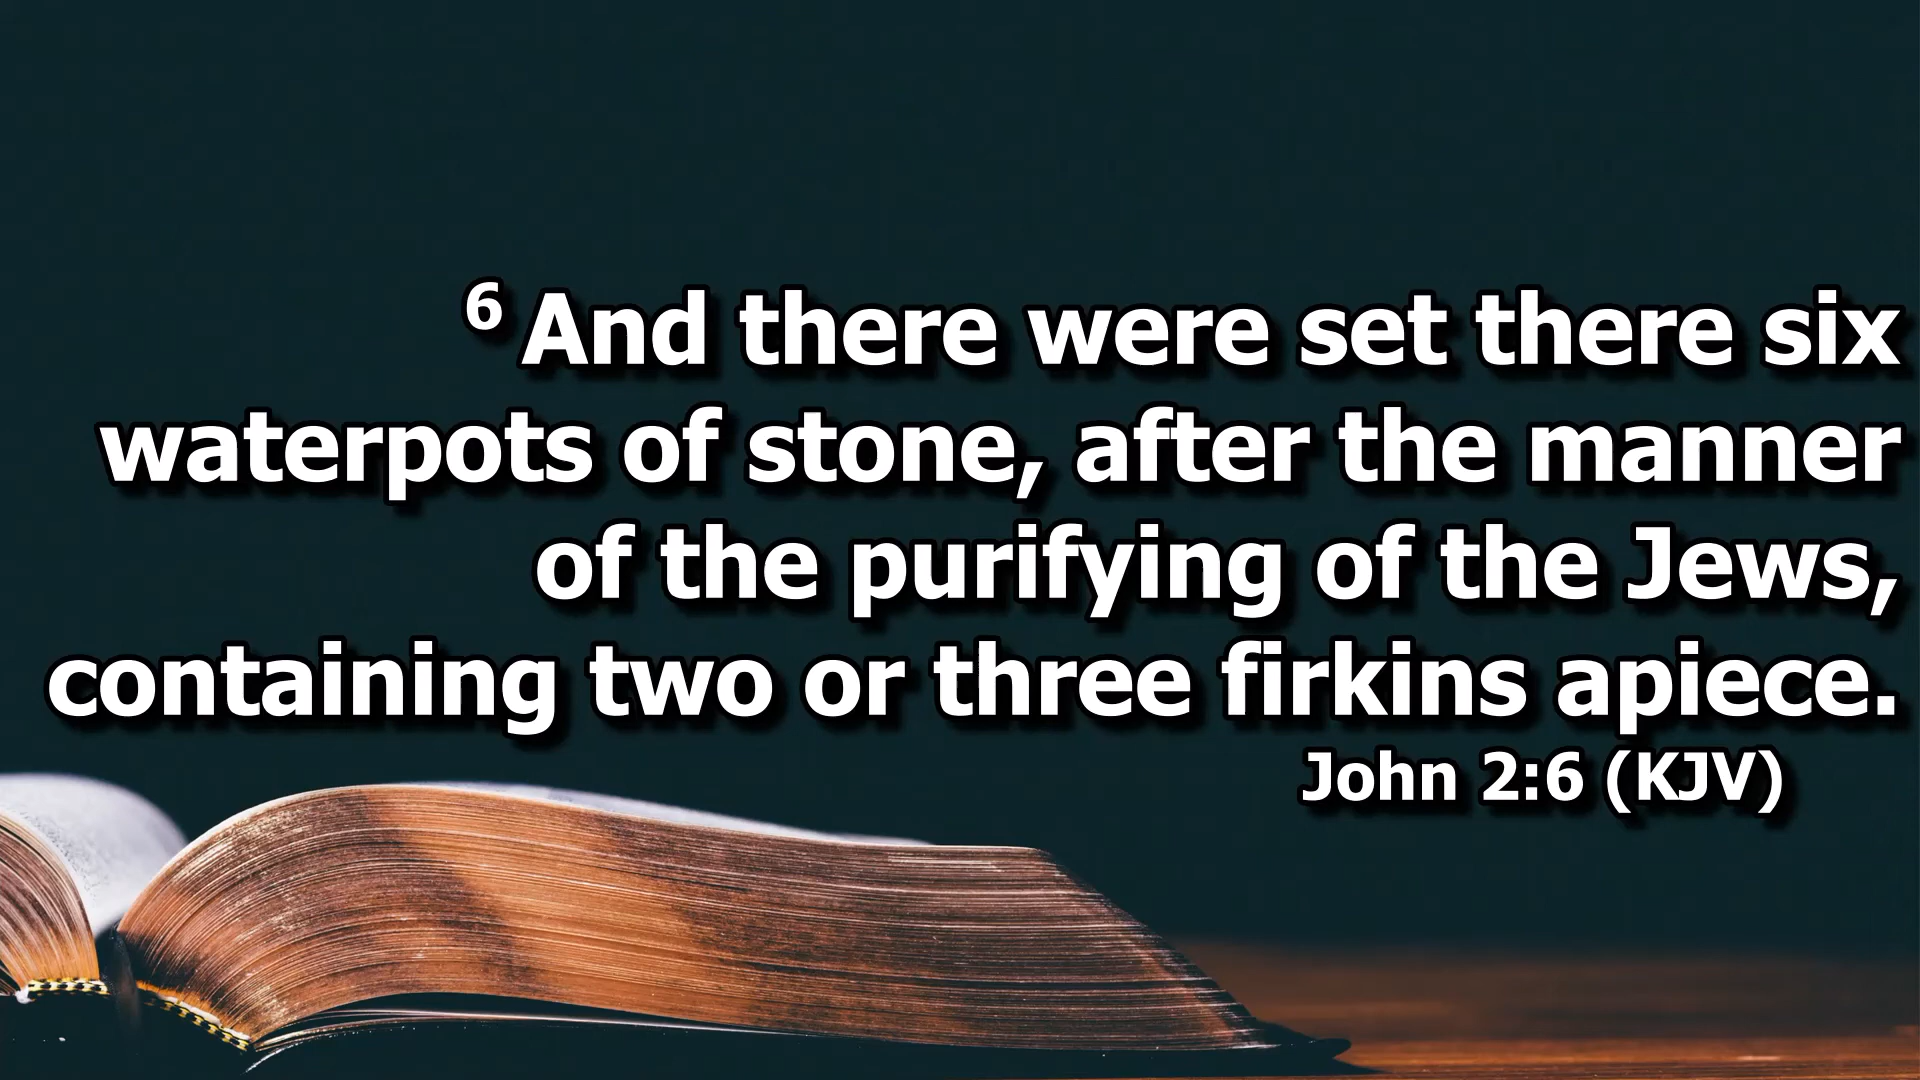 6 And there were set there six
waterpots of stone, after the manner
of the purifying of the Jews,
containing two or three firkins apiece.
John 2:6 (KJV)